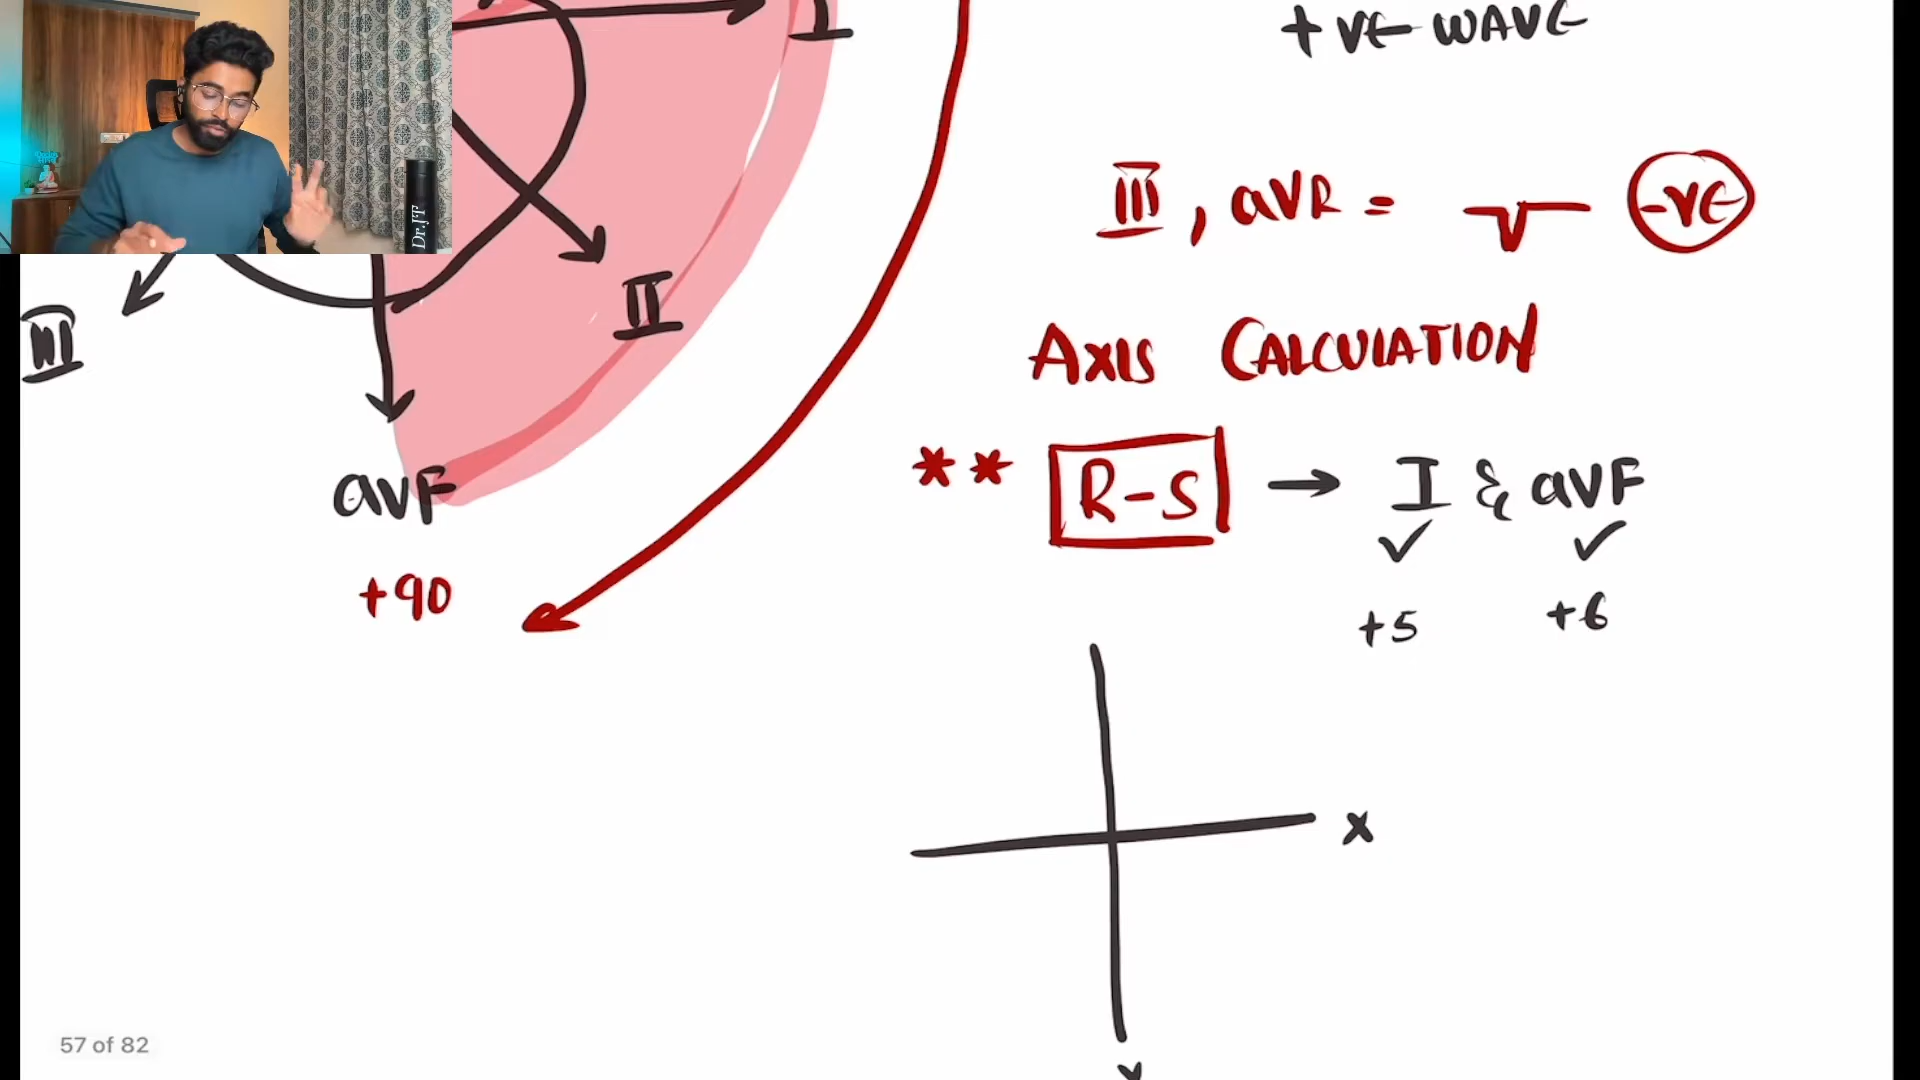 I
+ VE WAVE
III, aVR = -VE
Dr.JT
II
III
AXIS CALCULATION
** R-S → I & aVF
✓ ✓
aVF
+90
+5 +6
X
Y
57 of 82